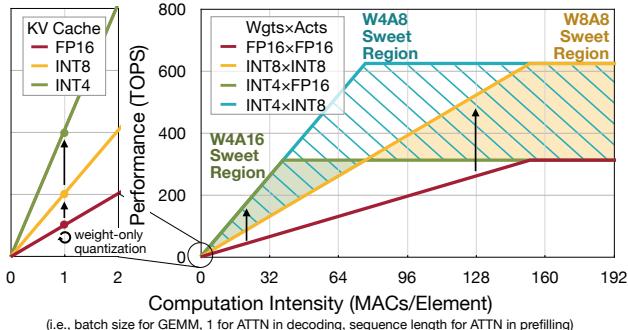 KV Cache
FP16
INT8
INT4
weight-only
quantization
0
1
2
Performance (TOPS)
800
600
400
200
0
Wgts×Acts
FP16×FP16
INT8×INT8
INT4×FP16
INT4×INT8
W4A8
Sweet
Region
W8A8
Sweet
Region
W4A16
Sweet
Region
0
32
64
96
128
160
192
Computation Intensity (MACs/Element)
(i.e., batch size for GEMM, 1 for ATTN in decoding, sequence length for ATTN in prefilling)